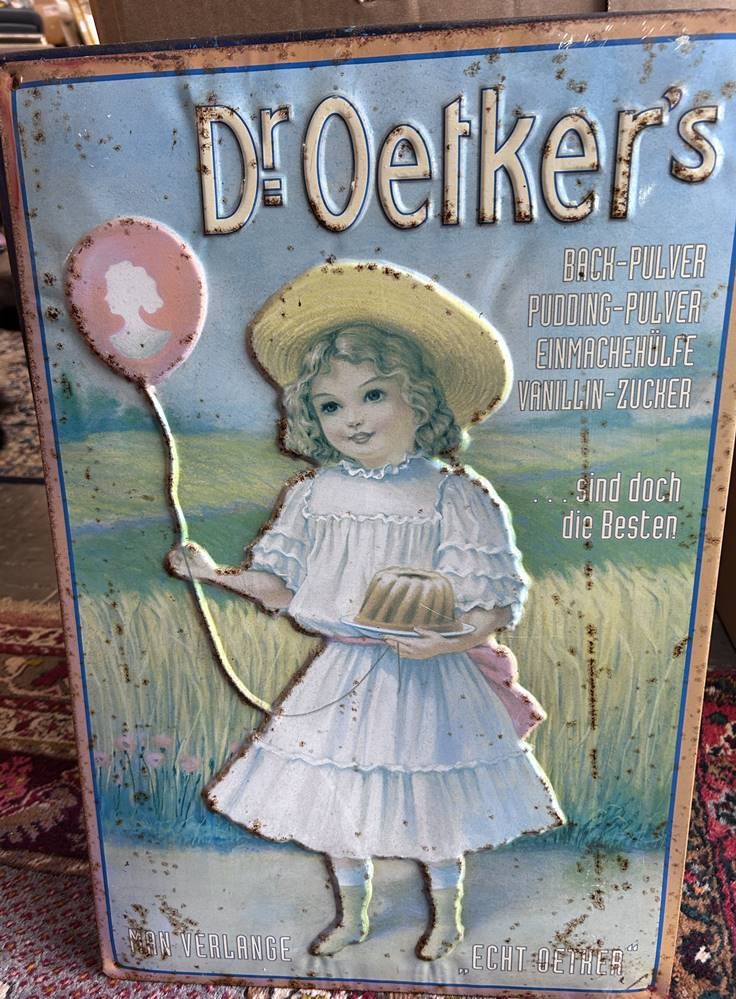 Dr Oetker's
BACK-PULVER
PUDDING-PULVER
EINMACHEHÜLFE
VANILLIN-ZUCKER
...sind doch
die Besten!
MAN VERLANGE „ECHT OETKER“